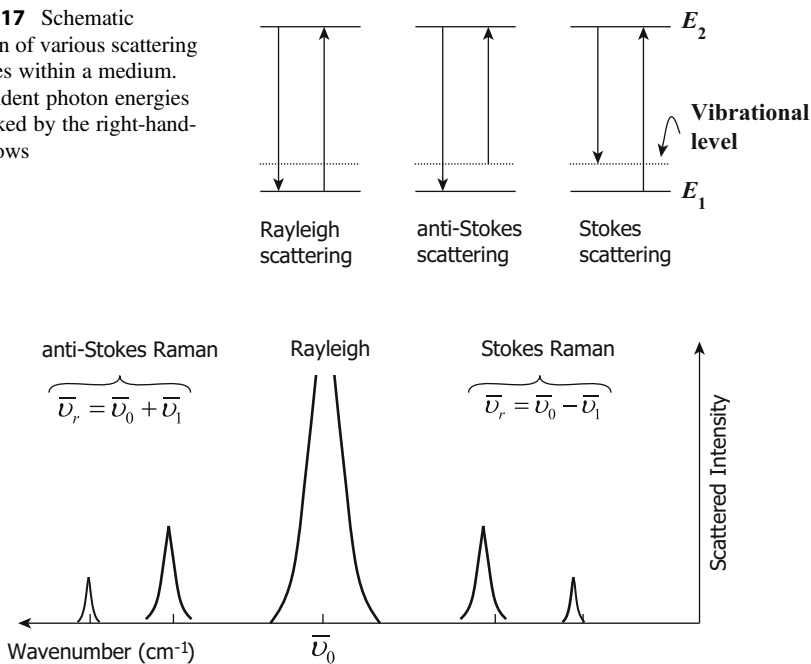 17 Schematic
n of various scattering
es within a medium.
dent photon energies
ked by the right-hand-
ows
E2
Vibrational
level
E1
Rayleigh
scattering
anti-Stokes
scattering
Stokes
scattering
anti-Stokes Raman
Rayleigh
Stokes Raman
ῡr = ῡ0 + ῡ1
ῡr = ῡ0 − ῡ1
Scattered Intensity
Wavenumber (cm-1)
ῡ0